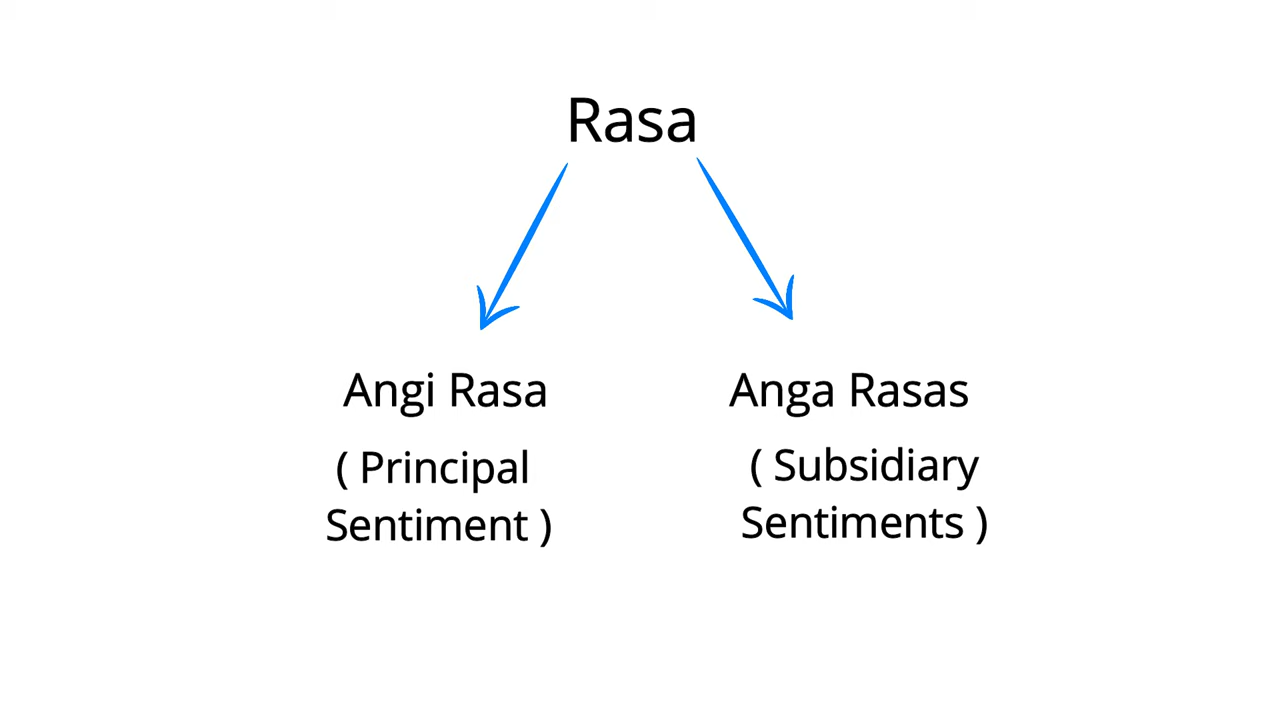 Rasa
Angi Rasa
Anga Rasas
( Principal
Sentiment )
( Subsidiary
Sentiments )